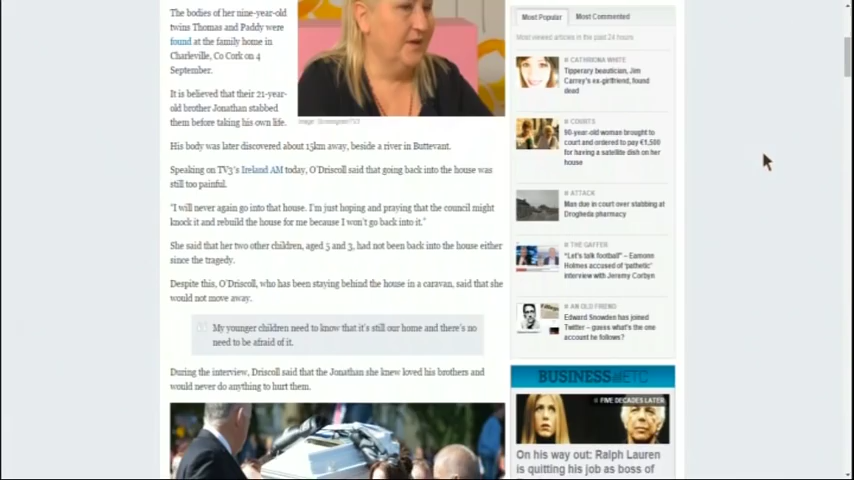 The bodies of her nine-year-old
twins Thomas and Paddy were
found at the family home in
Charleville, Co Cork on 4
September.
It is believed that their 21-year-
old brother Jonathan stabbed
them before taking his own life.
Image: Screengrab/TV3
His body was later discovered about 15km away, beside a river in Buttevant.
Speaking on TV3's Ireland AM today, O'Driscoll said that going back into the house was
still too painful.
"I will never again go into that house. I'm just hoping and praying that the council might
knock it and rebuild the house for me because I won't go back into it."
She said that her two other children, aged 5 and 3, had not been back into the house either
since the tragedy.
Despite this, O'Driscoll, who has been staying behind the house in a caravan, said that she
would not move away.
My younger children need to know that it's still our home and there's no
need to be afraid of it.
During the interview, Driscoll said that the Jonathan she knew loved his brothers and
would never do anything to hurt them.
Most Popular Most Commented
Most viewed articles in the past 24 hours
# CATHRIONA WHITE
Tipperary beautician, Jim
Carrey's ex-girlfriend, found
dead
# COURTS
90-year-old woman brought to
court and ordered to pay €1,500
for having a satellite dish on her
house
# ATTACK
Man due in court over stabbing at
Drogheda pharmacy
# THE GAFFER
"Let's talk football" – Eamonn
Holmes accused of 'pathetic'
interview with Jeremy Corbyn
# AN OLD FRIEND
Edward Snowden has joined
Twitter – guess what's the one
account he follows?
BUSINESS ETC
# FIVE DECADES LATER
On his way out: Ralph Lauren
is quitting his job as boss of